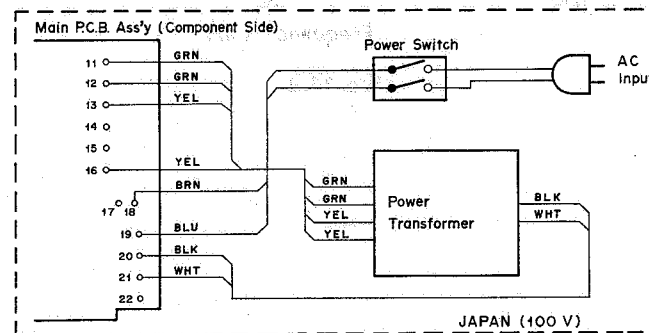 Main P.C.B. Ass'y (Component Side)
Power Switch
AC
Input
11
GRN
12
GRN
13
YEL
14
15
16
YEL
17 18
BRN
19
BLU
20
BLK
21
WHT
22
GRN
GRN
YEL
YEL
Power
Transformer
BLK
WHT
JAPAN (100 V)